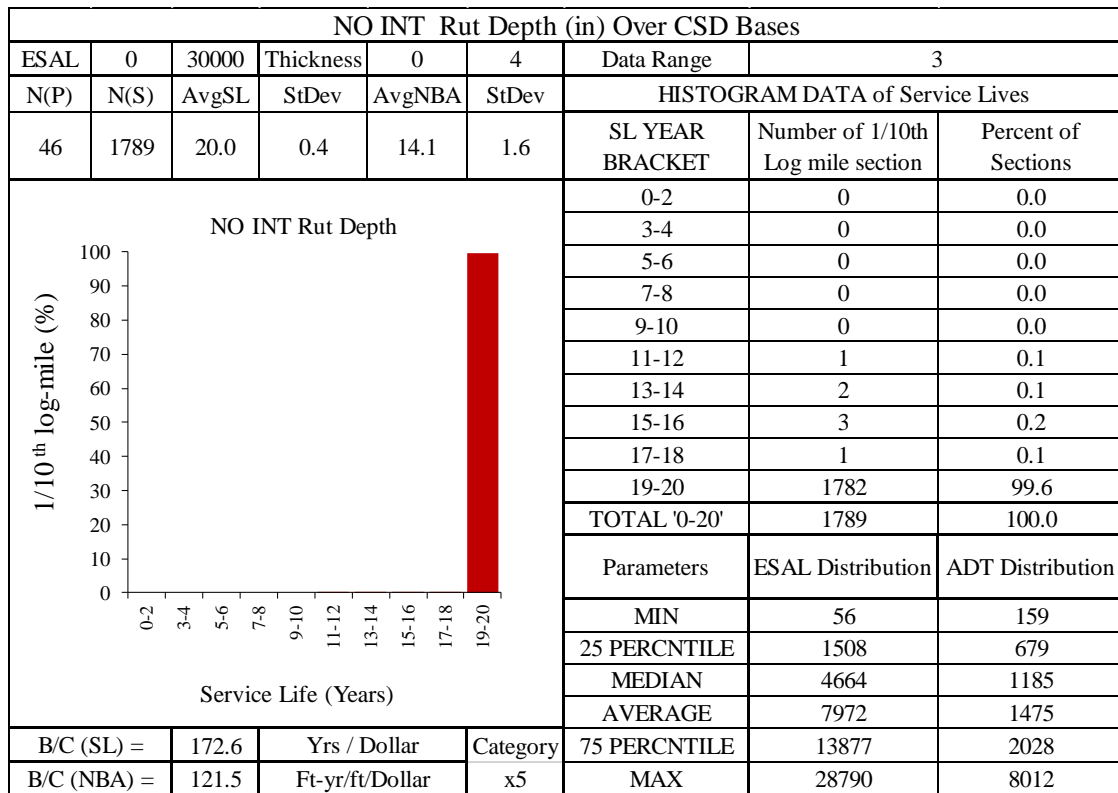 NO INT Rut Depth (in) Over CSD Bases
ESAL 0 30000 Thickness 0 4 Data Range 3
N(P) N(S) AvgSL StDev AvgNBA StDev HISTOGRAM DATA of Service Lives
46 1789 20.0 0.4 14.1 1.6
SL YEAR BRACKET Number of 1/10th Log mile section Percent of Sections
0-2 0 0.0
3-4 0 0.0
5-6 0 0.0
7-8 0 0.0
9-10 0 0.0
11-12 1 0.1
13-14 2 0.1
15-16 3 0.2
17-18 1 0.1
19-20 1782 99.6
TOTAL '0-20' 1789 100.0
Parameters ESAL Distribution ADT Distribution
MIN 56 159
25 PERCNTILE 1508 679
MEDIAN 4664 1185
AVERAGE 7972 1475
75 PERCNTILE 13877 2028
MAX 28790 8012
NO INT Rut Depth
1/10 th log-mile (%)
100
90
80
70
60
50
40
30
20
10
0
0-2 3-4 5-6 7-8 9-10 11-12 13-14 15-16 17-18 19-20
Service Life (Years)
B/C (SL) = 172.6 Yrs / Dollar Category
B/C (NBA) = 121.5 Ft-yr/ft/Dollar x5